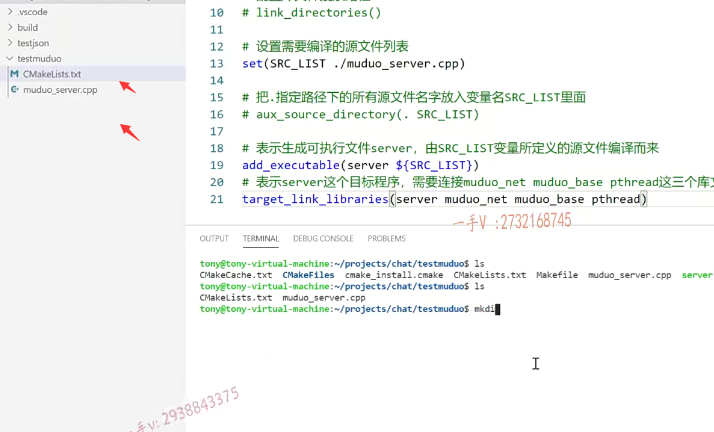 .vscode
build
testjson
testmuduo
CMakeLists.txt
muduo_server.cpp
10 # link_directories()
11
12 # 设置需要编译的源文件列表
13 set(SRC_LIST ./muduo_server.cpp)
14
15 # 把.指定路径下的所有源文件名字放入变量名SRC_LIST里面
16 # aux_source_directory(. SRC_LIST)
17
18 # 表示生成可执行文件server，由SRC_LIST变量所定义的源文件编译而来
19 add_executable(server ${SRC_LIST})
20 # 表示server这个目标程序，需要连接muduo_net muduo_base pthread这三个库文
21 target_link_libraries(server muduo_net muduo_base pthread)
一手V :2732168745
OUTPUT TERMINAL DEBUG CONSOLE PROBLEMS
tony@tony-virtual-machine:~/projects/chat/testmuduo$ ls
CMakeCache.txt CMakeFiles cmake_install.cmake CMakeLists.txt Makefile muduo_server.cpp server
tony@tony-virtual-machine:~/projects/chat/testmuduo$ ls
CMakeLists.txt muduo_server.cpp
tony@tony-virtual-machine:~/projects/chat/testmuduo$ mkdi
手V: 2938843375